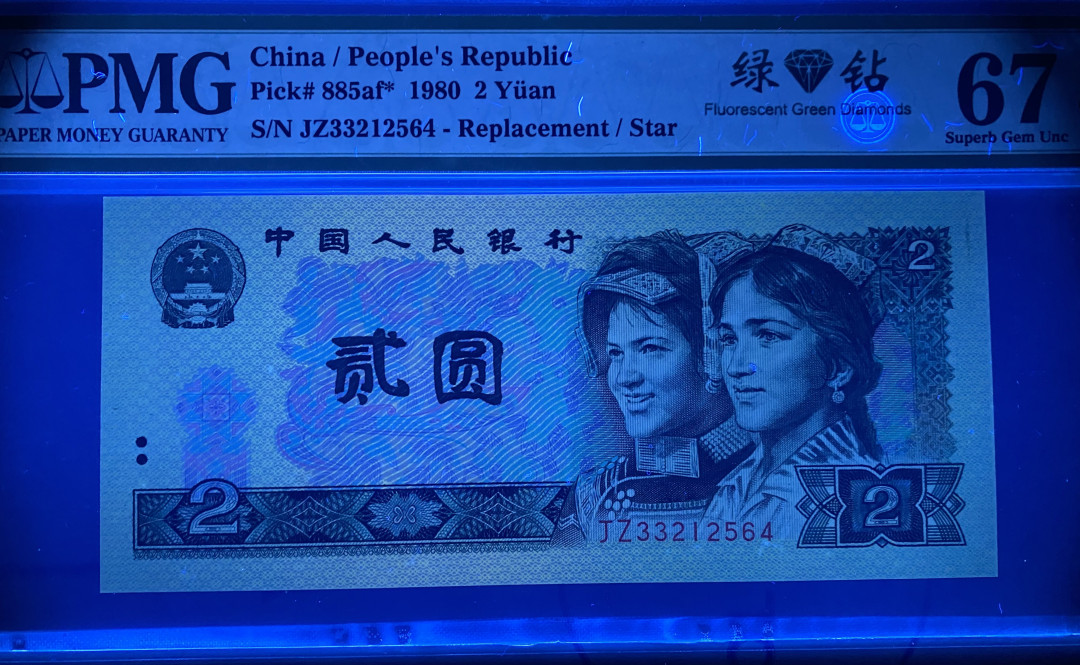 PMG
PAPER MONEY GUARANTY
China / People's Republic
Pick# 885af* 1980 2 Yüan
S/N JZ33212564 - Replacement / Star
绿钻
Fluorescent Green Diamonds
67
Superb Gem Unc
中国人民银行
2
贰圆
2
2
JZ33212564